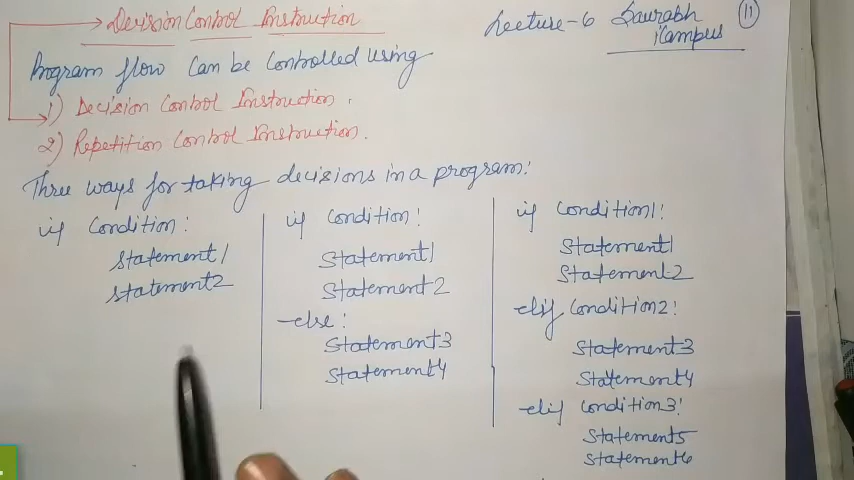 Decision Control Instruction
Lecture-6 Saurabh
iCampus
11
Program flow can be controlled using
1) Decision Control Instruction.
2) Repetition Control Instruction.
Three ways for taking decisions in a program:
if Condition:
statement1
statement2
if Condition:
Statement1
Statement2
else:
Statement3
Statement4
if Condition1:
Statement1
Statement2
elif Condition2:
Statement3
Statement4
elif Condition3:
Statement5
Statement6